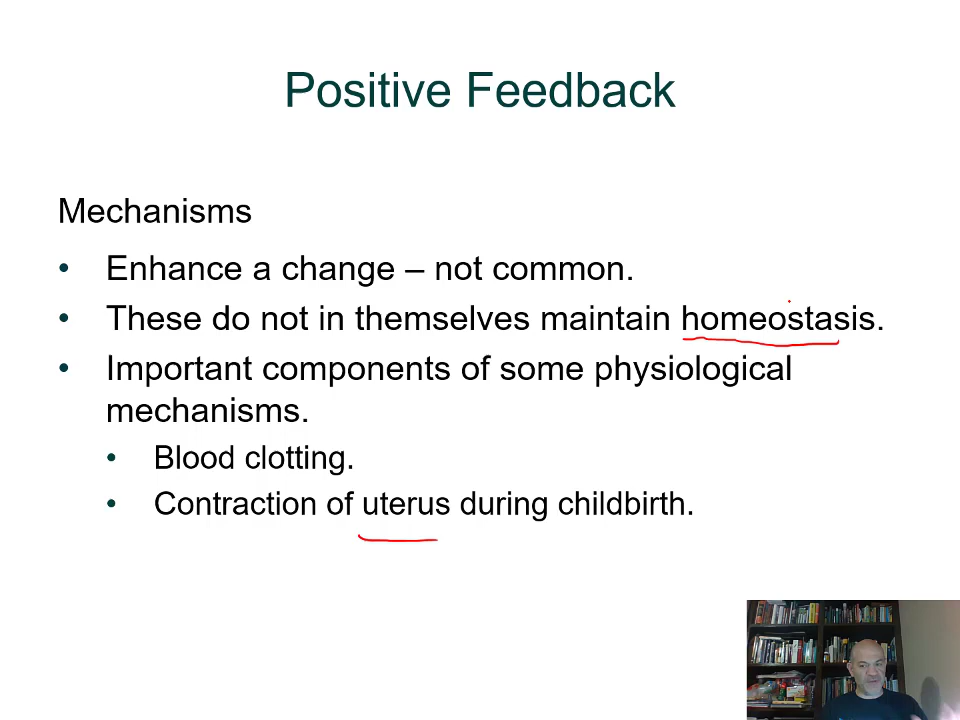 Positive Feedback
Mechanisms
• Enhance a change – not common.
• These do not in themselves maintain homeostasis.
• Important components of some physiological
mechanisms.
• Blood clotting.
• Contraction of uterus during childbirth.